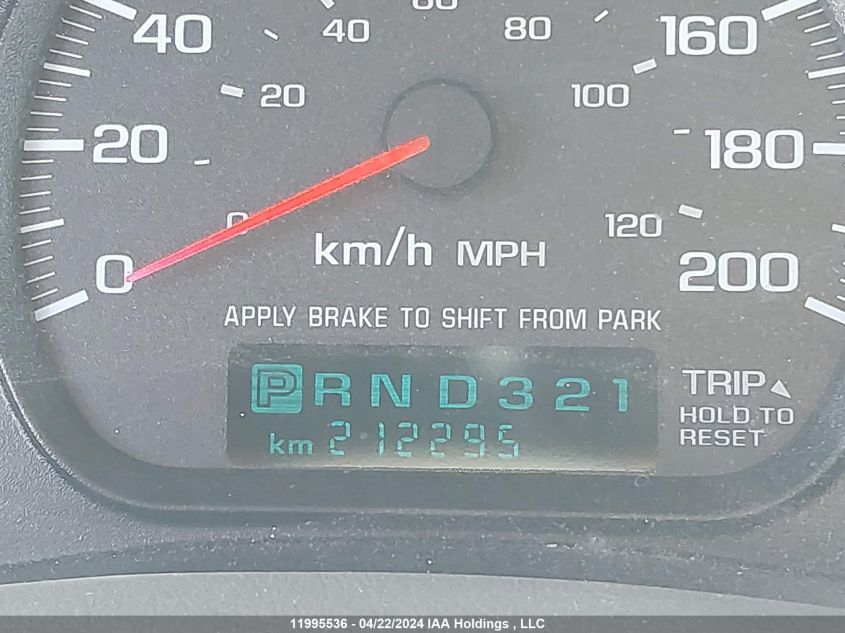 60
40 40 80 160
20 100
20 180
0 120
0 km/h MPH 200
APPLY BRAKE TO SHIFT FROM PARK
P R N D 3 2 1 TRIP
km 212295 HOLD TO
RESET
11995536 - 04/22/2024 IAA Holdings , LLC